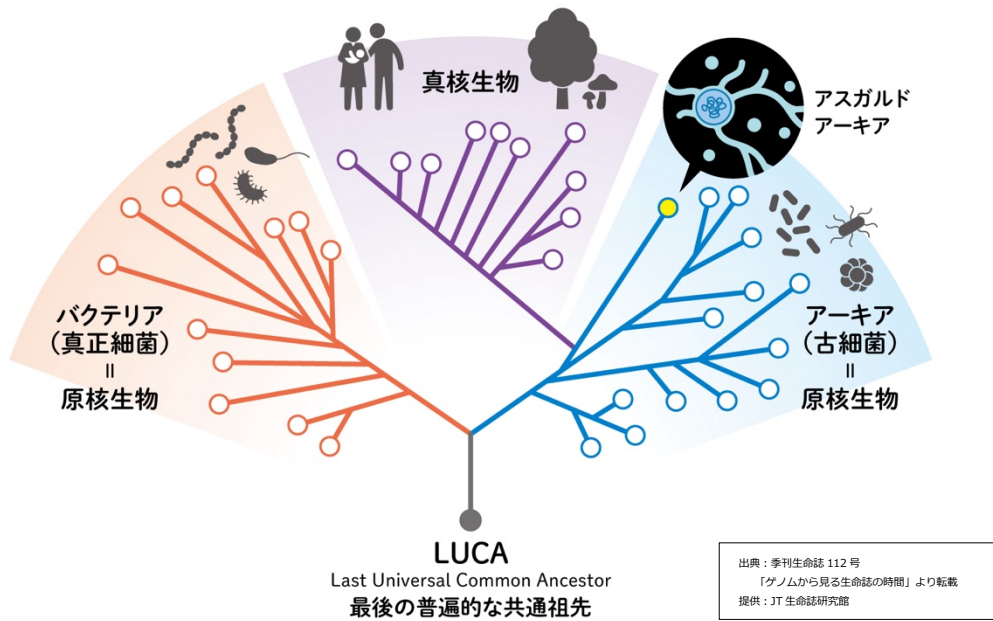 真核生物
アスガルド
アーキア
バクテリア
（真正細菌）
＝
原核生物
アーキア
（古細菌）
＝
原核生物
LUCA
Last Universal Common Ancestor
最後の普遍的な共通祖先
出典：季刊生命誌 112 号
「ゲノムから見る生命誌の時間」より転載
提供：JT 生命誌研究館